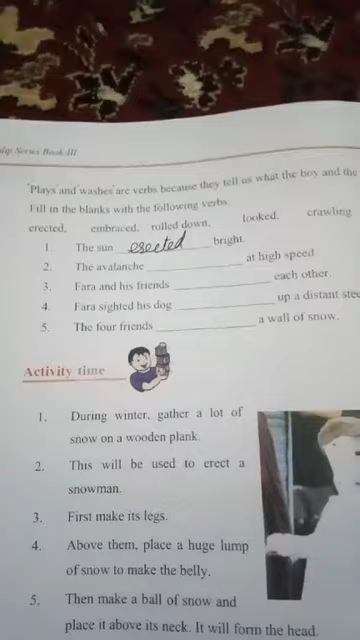 Series Book III
'Plays' and 'washes' are verbs because they tell us what the boy and the
Fill in the blanks with the following verbs.
erected, embraced, rolled down, looked, crawling
1. The sun erected bright.
2. The avalanche ____________ at high speed
3. Fara and his friends ____________ each other.
4. Fara sighted his dog ____________ up a distant
5. The four friends ____________ a wall of snow.
Activity time
1. During winter, gather a lot of
snow on a wooden plank.
2. This will be used to erect a
snowman.
3. First make its legs.
4. Above them, place a huge lump
of snow to make the belly.
5. Then make a ball of snow and
place it above its neck. It will form the head.